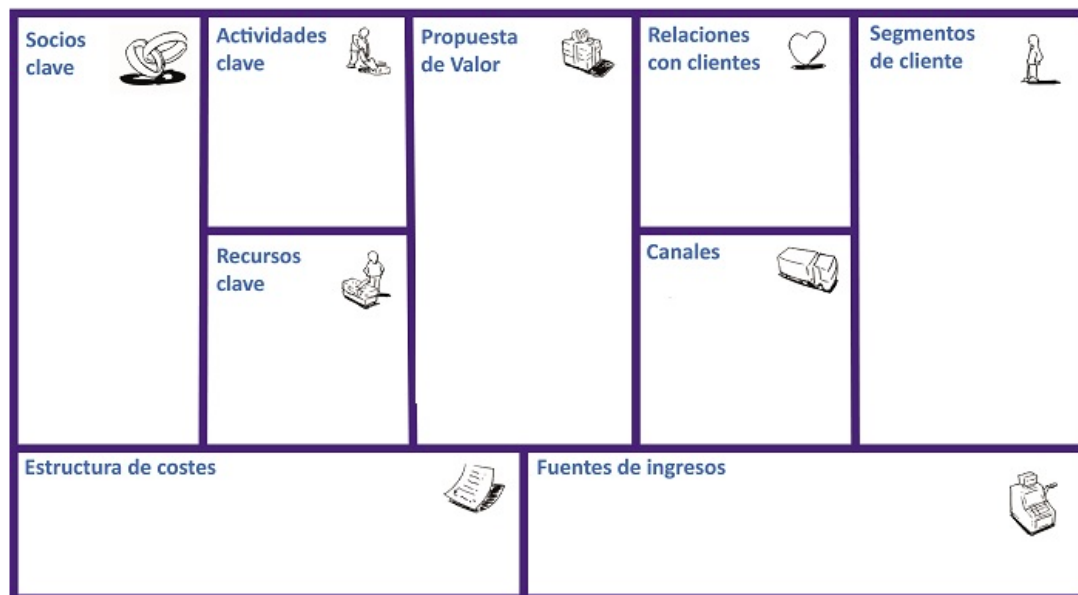 Socios
clave
Actividades
clave
Propuesta
de Valor
Relaciones
con clientes
Segmentos
de cliente
Recursos
clave
Canales
Estructura de costes
Fuentes de ingresos